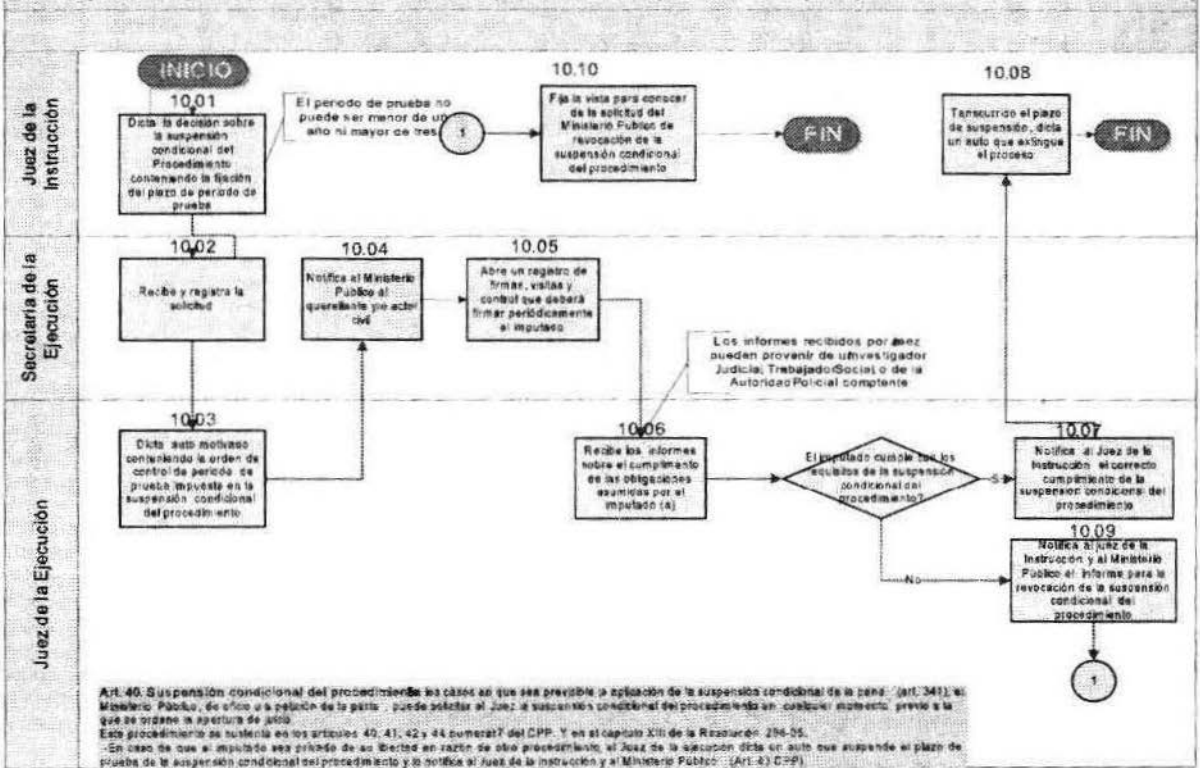 INICIO
10.01
Dicta la decisión sobre
la suspensión
condicional del
Procedimiento
conteniendo la fijación
del plazo de periodo de
prueba
El periodo de prueba no
puede ser menor de un
año ni mayor de tres
1
10.10
Fija la vista para conocer
de la solicitud del
Ministerio Público de
revocación de la
suspensión condicional
del procedimiento
FIN
10.08
Transcurrido el plazo
de suspensión, dicta
un auto que extingue
el proceso
FIN
Juez de la
Instrucción
10.02
Recibe y registra la
solicitud
10.04
Notifica al Ministerio
Público al
querellante y/o actor
civil
10.05
Abre un registro de
firmas, visitas y
control que deberá
firmar periódicamente
el imputado
Los informes recibidos por
pueden provenir de
Judicial, Trabajador Social, o de la
Autoridad Policial comptente
Secretaria de la
Ejecución
10.03
Dicta auto motivado
conteniendo la orden de
control de periodo de
prueba impuesta en la
suspensión condicional
del procedimiento
10.06
Recibe los informes
sobre el cumplimento
de las obligaciones
asumidas por el
imputado (a)
El imputado cumple con los
equisitos de la suspensión
condicional del
procedimiento?
10.07
Notifica al Juez de la
Instrucción el correcto
cumplimiento de la
suspensión condicional del
procedimiento
No
10.09
Notifica al juez de la
Instrucción y al Ministerio
Público el informe para la
revocación de la suspensión
condicional del
procedimiento
1
Juez de la Ejecución
Art. 40. Suspensión condicional del procedimiento los casos en que sea previsible la aplicación de la suspensión condicional de la pena, (art. 341), el
Ministerio Público, de oficio o a petición de la parte, puede solicitar al Juez la suspensión condicional del procedimiento en cualquier momento previo a
que se ordene la apertura de juicio.
Este procedimiento se sustenta en los artículos 40, 41, 42 y 44 numeral 7 del CPP. Y en el capítulo XIII de la Resolución 296-05.
-En caso de que el imputado sea privado de su libertad en razón de otro procedimiento, el Juez de la ejecución dicta un auto que suspende el plazo de
prueba de la suspensión condicional del procedimiento y lo notifica al Juez de la instrucción y al Ministerio Público. (Art. 43 CPP)